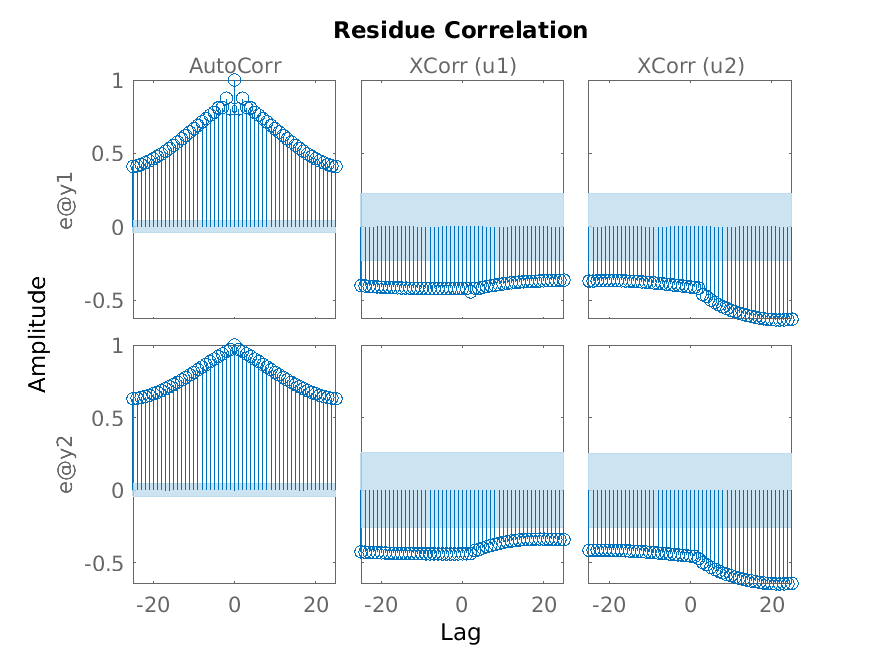 Residue Correlation
AutoCorr XCorr (u1) XCorr (u2)
1
0.5
0
-0.5
e@y1
1
0.5
0
-0.5
e@y2
Amplitude
-20 0 20 -20 0 20 -20 0 20
Lag